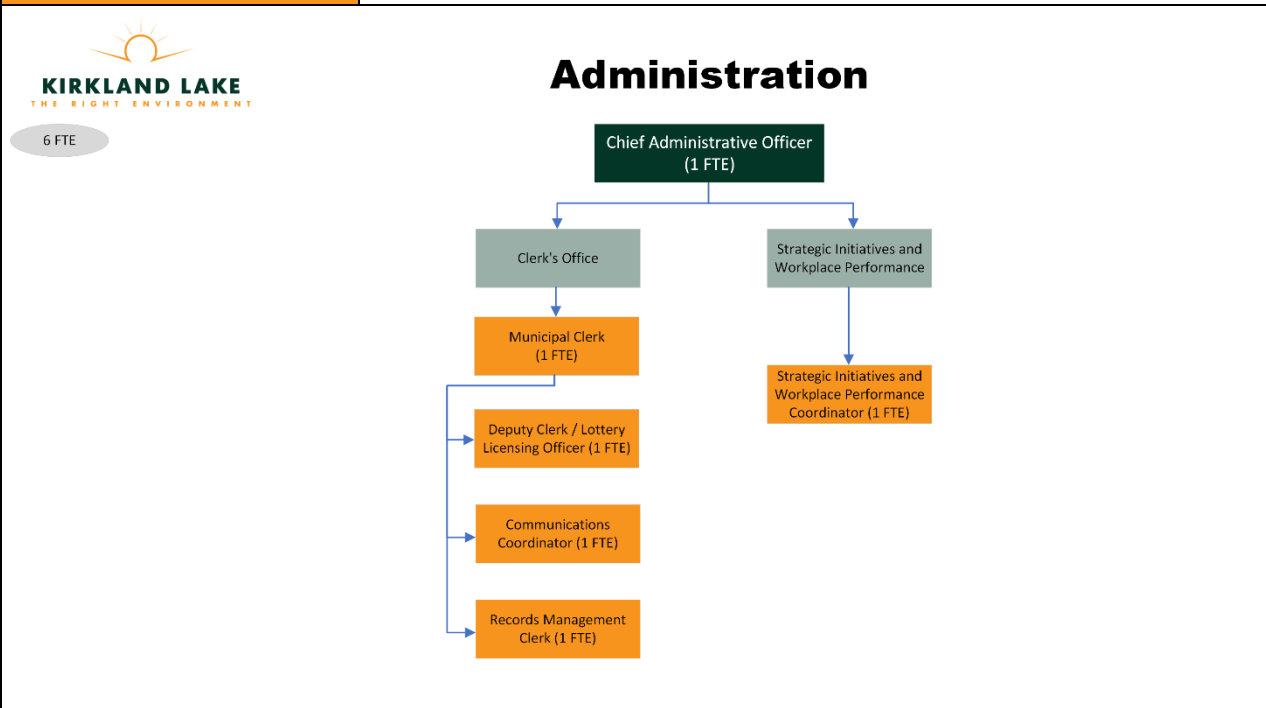 KIRKLAND LAKE
THE RIGHT ENVIRONMENT
Administration
6 FTE
Chief Administrative Officer
(1 FTE)
Clerk's Office
Strategic Initiatives and
Workplace Performance
Municipal Clerk
(1 FTE)
Strategic Initiatives and
Workplace Performance
Coordinator (1 FTE)
Deputy Clerk / Lottery
Licensing Officer (1 FTE)
Communications
Coordinator (1 FTE)
Records Management
Clerk (1 FTE)